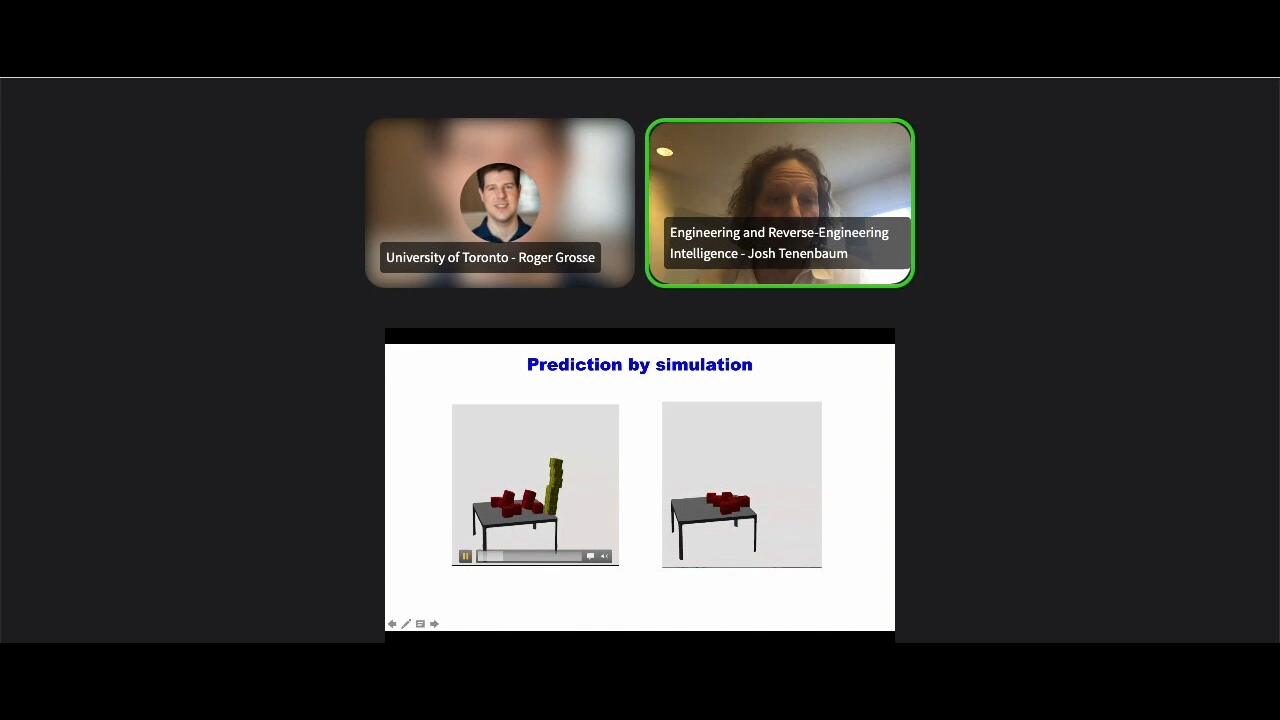 University of Toronto - Roger Grosse
Engineering and Reverse-Engineering
Intelligence - Josh Tenenbaum
Prediction by simulation